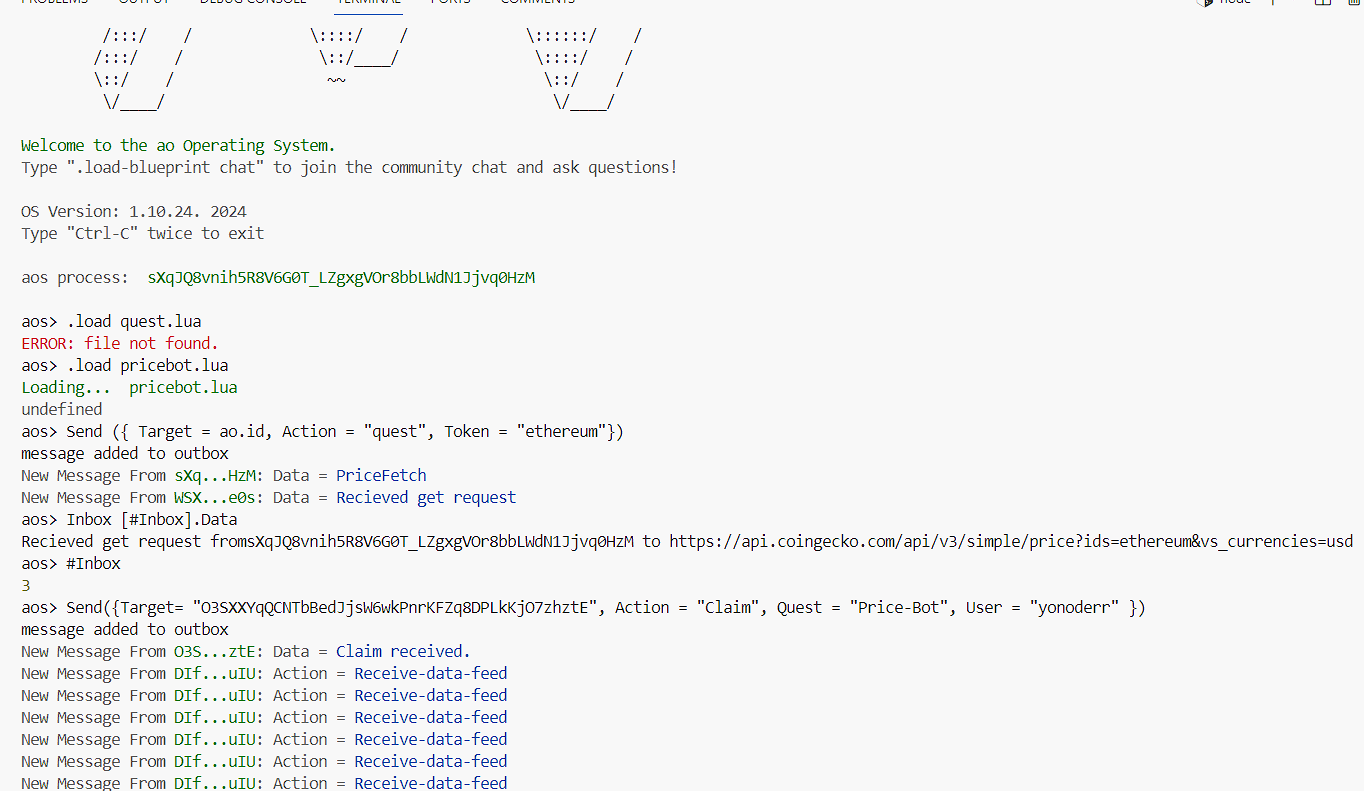 PROBLEMS OUTPUT DEBUG CONSOLE TERMINAL PORTS COMMENTS node
/:::/    /             \::::/    /             \::::::/    /
/:::/    /               \::/____/               \::::/    /
\::/    /                 ~~                      \::/    /
\/____/                                           \/____/
Welcome to the ao Operating System.
Type ".load-blueprint chat" to join the community chat and ask questions!
OS Version: 1.10.24. 2024
Type "Ctrl-C" twice to exit
aos process:  sXqJQ8vnih5R8V6G0T_LZgxgVOr8bbLWdN1Jjvq0HzM
aos> .load quest.lua
ERROR: file not found.
aos> .load pricebot.lua
Loading...  pricebot.lua
undefined
aos> Send ({ Target = ao.id, Action = "quest", Token = "ethereum"})
message added to outbox
New Message From sXq...HzM: Data = PriceFetch
New Message From WSX...e0s: Data = Recieved get request
aos> Inbox [#Inbox].Data
Recieved get request fromsXqJQ8vnih5R8V6G0T_LZgxgVOr8bbLWdN1Jjvq0HzM to https://api.coingecko.com/api/v3/simple/price?ids=ethereum&vs_currencies=usd
aos> #Inbox
3
aos> Send({Target= "O3SXXYqQCNTbBedJjsW6wkPnrKFZq8DPLkKjO7zhztE", Action = "Claim", Quest = "Price-Bot", User = "yonoderr" })
message added to outbox
New Message From O3S...ztE: Data = Claim received.
New Message From DIf...uIU: Action = Receive-data-feed
New Message From DIf...uIU: Action = Receive-data-feed
New Message From DIf...uIU: Action = Receive-data-feed
New Message From DIf...uIU: Action = Receive-data-feed
New Message From DIf...uIU: Action = Receive-data-feed
New Message From DIf...uIU: Action = Receive-data-feed